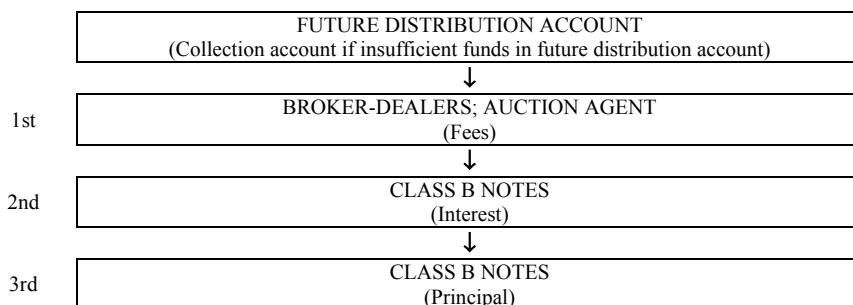 FUTURE DISTRIBUTION ACCOUNT
(Collection account if insufficient funds in future distribution account)
↓
1st
BROKER-DEALERS; AUCTION AGENT
(Fees)
↓
2nd
CLASS B NOTES
(Interest)
↓
3rd
CLASS B NOTES
(Principal)